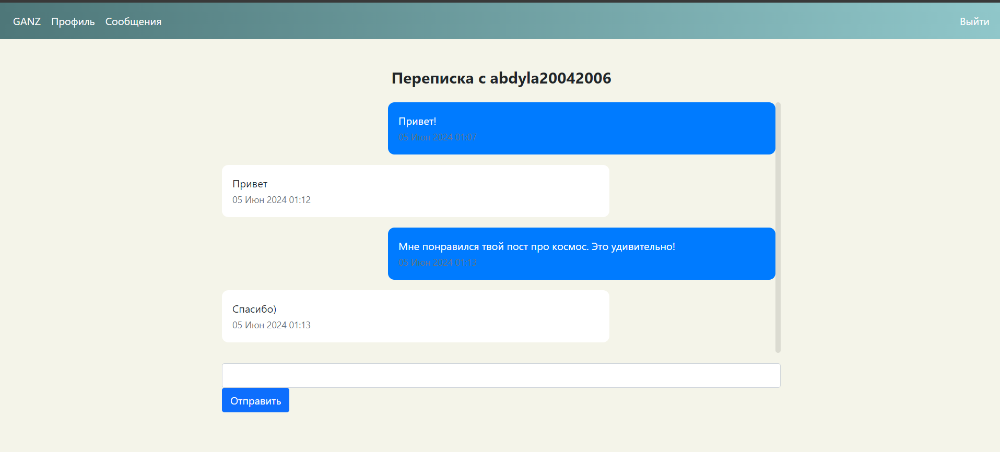 GANZ Профиль Сообщения Выйти
Переписка с abdyla20042006
Привет!
05 Июн 2024 01:07
Привет
05 Июн 2024 01:12
Мне понравился твой пост про космос. Это удивительно!
05 Июн 2024 01:13
Спасибо)
05 Июн 2024 01:13
Отправить